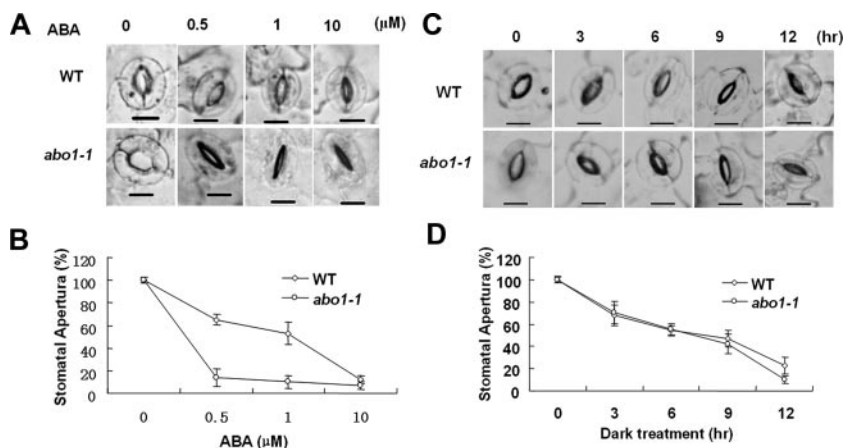 A
ABA 0 0.5 1 10 (μM)
WT
abo1-1
B
Stomatal Apertura (%)
120
100
80
60
40
20
0
WT
abo1-1
0 0.5 1 10
ABA (μM)
C
0 3 6 9 12 (hr)
WT
abo1-1
D
Stomatal Apertura (%)
120
100
80
60
40
20
0
WT
abo1-1
0 3 6 9 12
Dark treatment (hr)